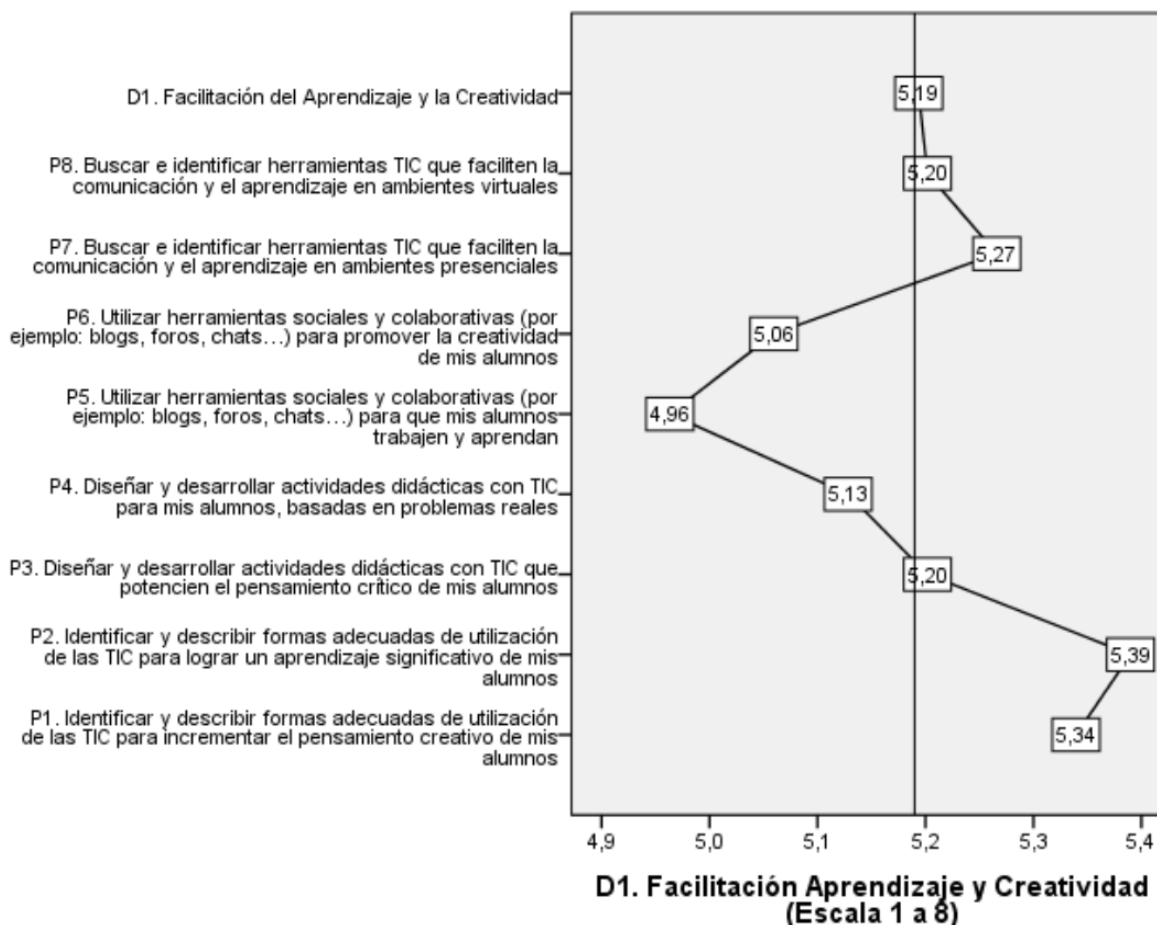 D1. Facilitación del Aprendizaje y la Creatividad
5,19
P8. Buscar e identificar herramientas TIC que faciliten la
comunicación y el aprendizaje en ambientes virtuales
5,20
P7. Buscar e identificar herramientas TIC que faciliten la
comunicación y el aprendizaje en ambientes presenciales
5,27
P6. Utilizar herramientas sociales y colaborativas (por
ejemplo: blogs, foros, chats…) para promover la creatividad
de mis alumnos
5,06
P5. Utilizar herramientas sociales y colaborativas (por
ejemplo: blogs, foros, chats…) para que mis alumnos
trabajen y aprendan
4,96
P4. Diseñar y desarrollar actividades didácticas con TIC
para mis alumnos, basadas en problemas reales
5,13
P3. Diseñar y desarrollar actividades didácticas con TIC que
potencien el pensamiento crítico de mis alumnos
5,20
P2. Identificar y describir formas adecuadas de utilización
de las TIC para lograr un aprendizaje significativo de mis
alumnos
5,39
P1. Identificar y describir formas adecuadas de utilización
de las TIC para incrementar el pensamiento creativo de mis
alumnos
5,34
4,9 5,0 5,1 5,2 5,3 5,4
D1. Facilitación Aprendizaje y Creatividad
(Escala 1 a 8)